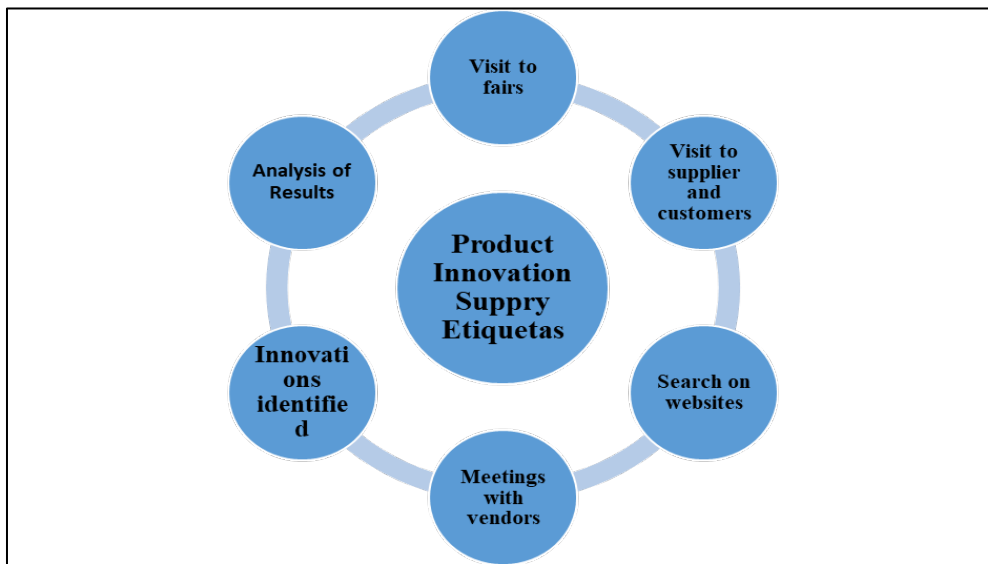 Visit to
fairs
Visit to
supplier
and
customers
Search on
websites
Meetings
with
vendors
Innovati
ons
identifie
d
Analysis of
Results
Product
Innovation
Suppry
Etiquetas